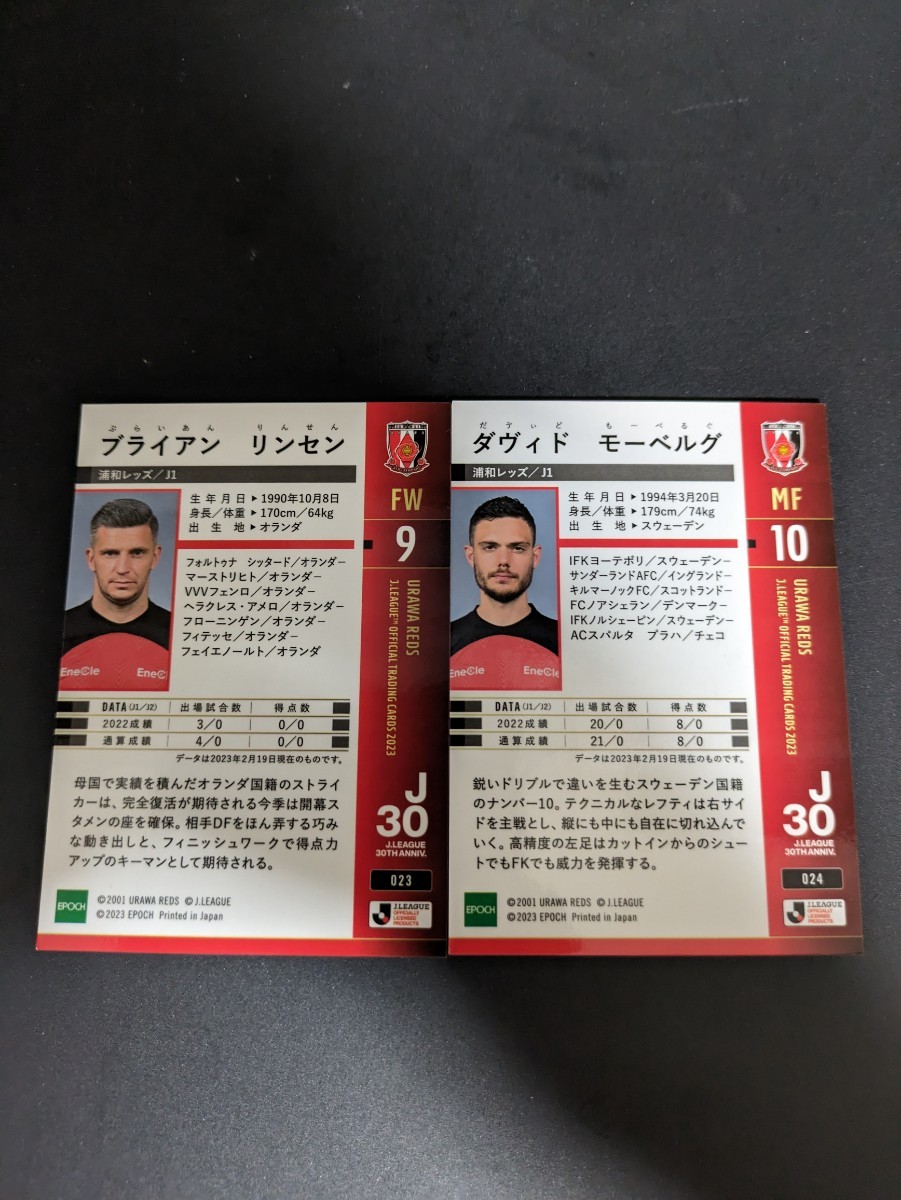 ぶらいあん りんせん
ブライアン リンセン
浦和レッズ／J1
生年月日▶1990年10月8日
身長／体重▶170cm／64kg
出生地▶オランダ
フォルトゥナ シッタード／オランダ−
マーストリヒト／オランダ−
VVVフェンロ／オランダ−
ヘラクレス・アメロ／オランダ−
フローニンゲン／オランダ−
フィテッセ／オランダ−
フェイエノールト／オランダ
EneCle EneC
DATA(J1/J2) 出場試合数 得点数
2022成績 3/0 0/0
通算成績 4/0 0/0
データは2023年2月19日現在のものです。
母国で実績を積んだオランダ国籍のストライ
カーは、完全復活が期待される今季は開幕ス
タメンの座を確保。相手DFをほん弄する巧み
な動き出しと、フィニッシュワークで得点力
アップのキーマンとして期待される。
EPOCH
©2001 URAWA REDS ©J.LEAGUE
©2023 EPOCH Printed in Japan
FW
9
URAWA REDS
J.LEAGUE™ OFFICIAL TRADING CARDS 2023
J
30
J.LEAGUE
30TH ANNIV.
023
J.LEAGUE
OFFICIALLY
LICENSED
PRODUCTS
だヴぃど もーべるぐ
ダヴィド モーベルグ
浦和レッズ／J1
生年月日▶1994年3月20日
身長／体重▶179cm／74kg
出生地▶スウェーデン
IFKヨーテボリ／スウェーデン−
サンダーランドAFC／イングランド−
キルマーノックFC／スコットランド−
FCノアシェラン／デンマーク−
IFKノルシェーピン／スウェーデン−
ACスパルタ プラハ／チェコ
EneCle EneC
DATA(J1/J2) 出場試合数 得点数
2022成績 20/0 8/0
通算成績 21/0 8/0
データは2023年2月19日現在のものです。
鋭いドリブルで違いを生むスウェーデン国籍
のナンバー10。テクニカルなレフティは右サイ
ドを主戦とし、縦にも中にも自在に切れ込んで
いく。高精度の左足はカットインからのシュー
トでもFKでも威力を発揮する。
EPOCH
©2001 URAWA REDS ©J.LEAGUE
©2023 EPOCH Printed in Japan
MF
10
URAWA REDS
J.LEAGUE™ OFFICIAL TRADING CARDS 2023
J
30
J.LEAGUE
30TH ANNIV.
024
J.LEAGUE
OFFICIALLY
LICENSED
PRODUCTS